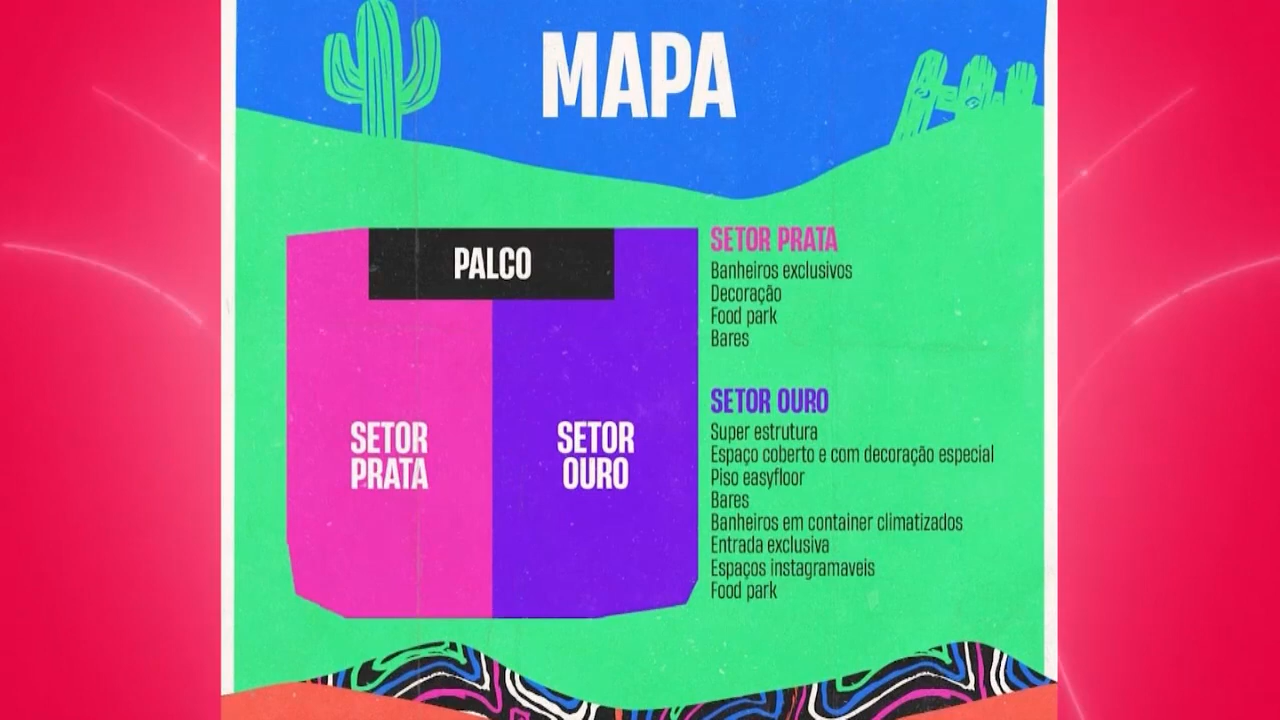 MAPA
PALCO
SETOR
PRATA
SETOR
OURO
SETOR PRATA
Banheiros exclusivos
Decoração
Food park
Bares
SETOR OURO
Super estrutura
Espaço coberto e com decoração especial
Piso easyfloor
Bares
Banheiros em container climatizados
Entrada exclusiva
Espaços instagramaveis
Food park